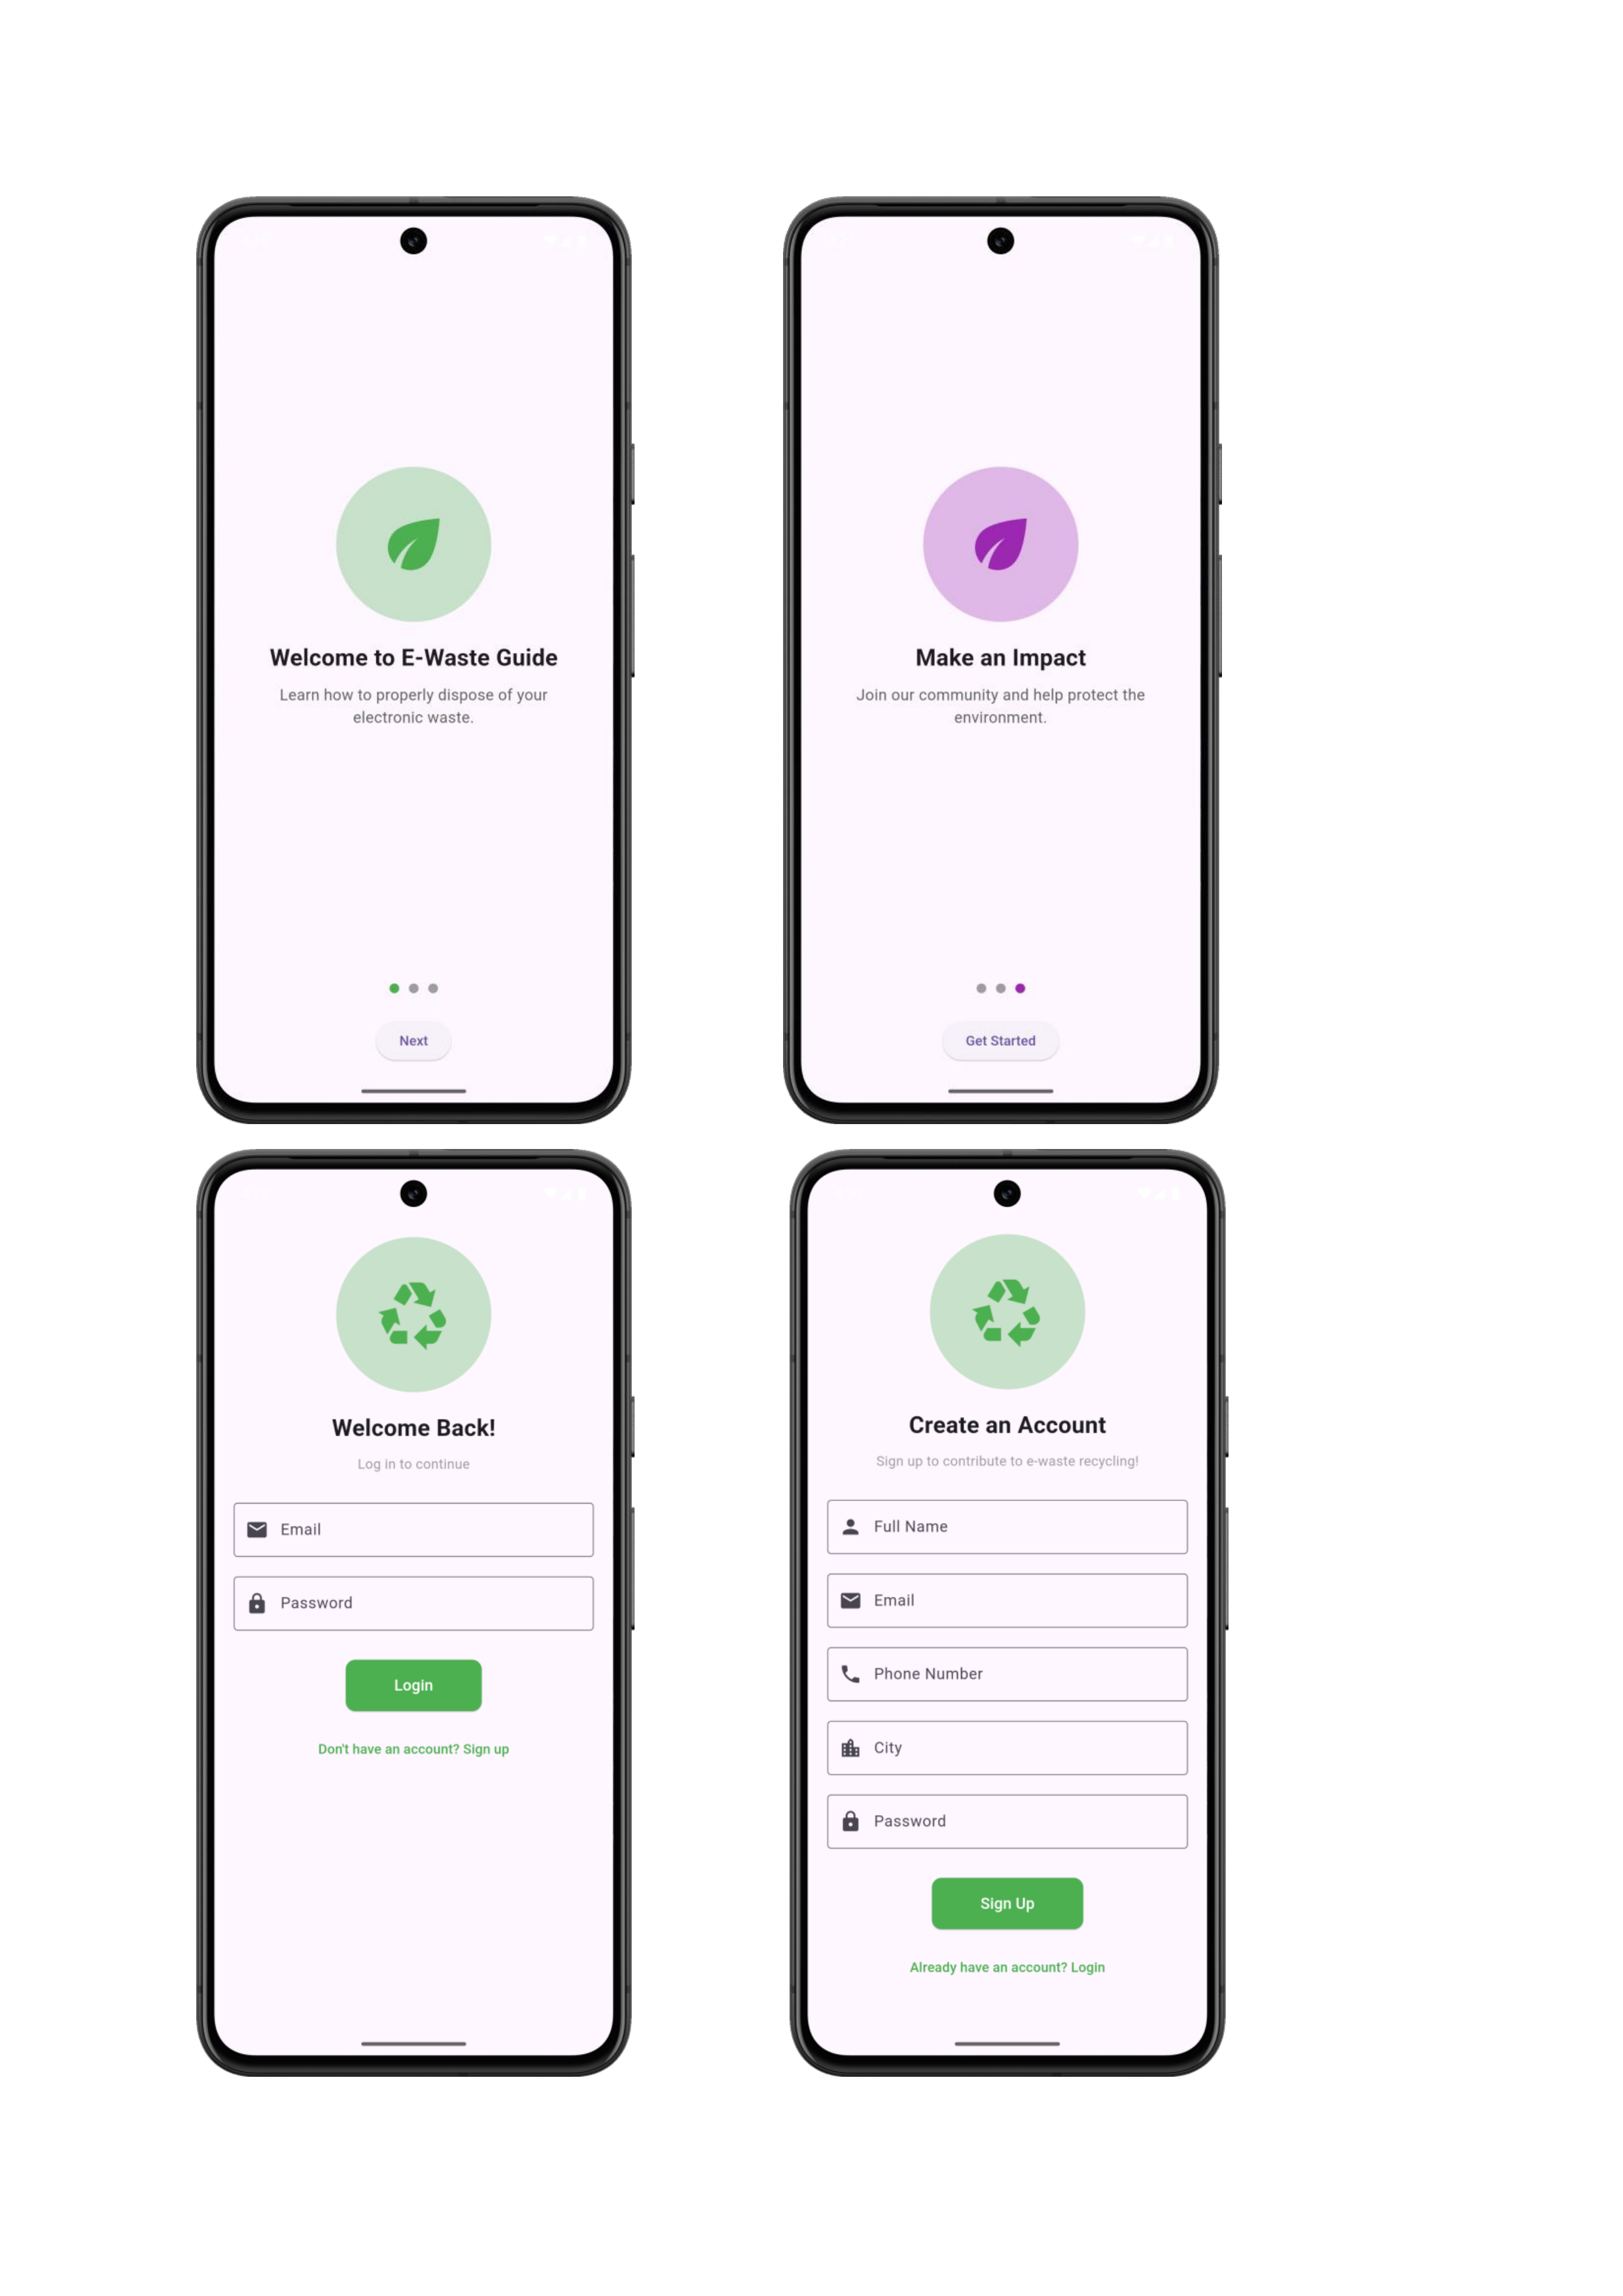 Welcome to E-Waste Guide
Learn how to properly dispose of your
electronic waste.
Next
Make an Impact
Join our community and help protect the
environment.
Get Started
Welcome Back!
Log in to continue
Email
Password
Login
Don't have an account? Sign up
Create an Account
Sign up to contribute to e-waste recycling!
Full Name
Email
Phone Number
City
Password
Sign Up
Already have an account? Login